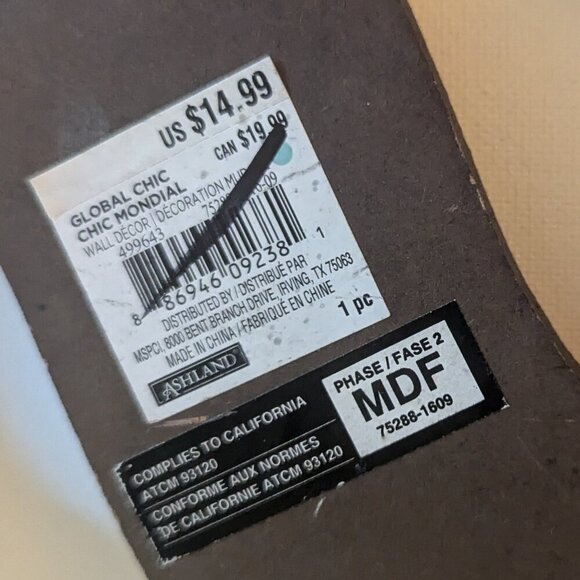 US $14.99
CAN $19.99
GLOBAL CHIC
CHIC MONDIAL
WALL DÉCOR / DÉCORATION
499643
8 86946 09238 1
DISTRIBUTED BY / DISTRIBUÉ PAR
MSPCI, 8000 BENT BRANCH DRIVE, IRVING, TX 75063
MADE IN CHINA / FABRIQUÉ EN CHINE
1 pc
ASHLAND
COMPLIES TO CALIFORNIA
ATCM 93120
CONFORME AUX NORMES
DE CALIFORNIE ATCM 93120
PHASE / FASE 2
MDF
75288-1609